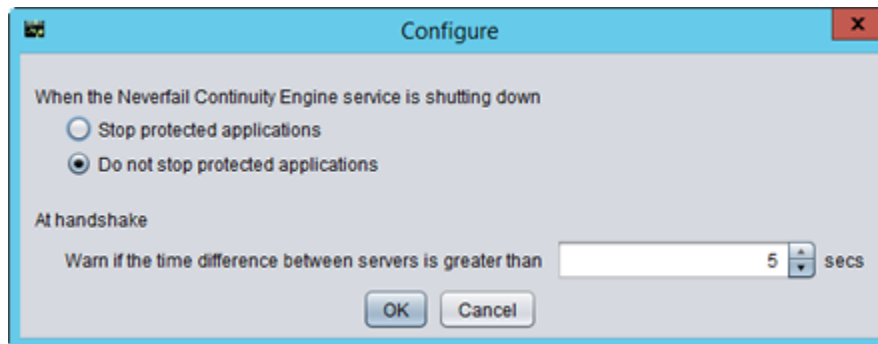 Configure
x
When the Neverfail Continuity Engine service is shutting down
Stop protected applications
Do not stop protected applications
At handshake
Warn if the time difference between servers is greater than 5 secs
OK Cancel